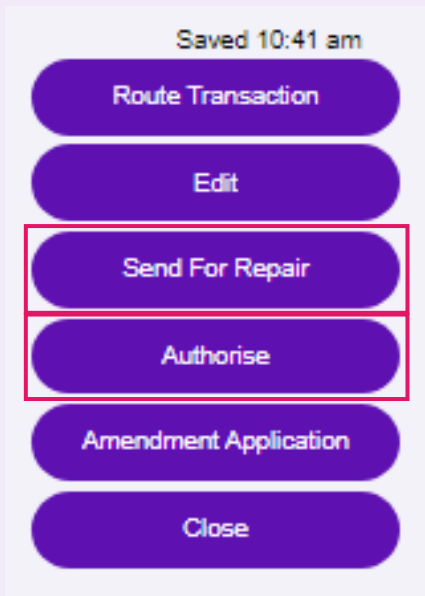 Saved 10:41 am
Route Transaction
Edit
Send For Repair
Authorise
Amendment Application
Close